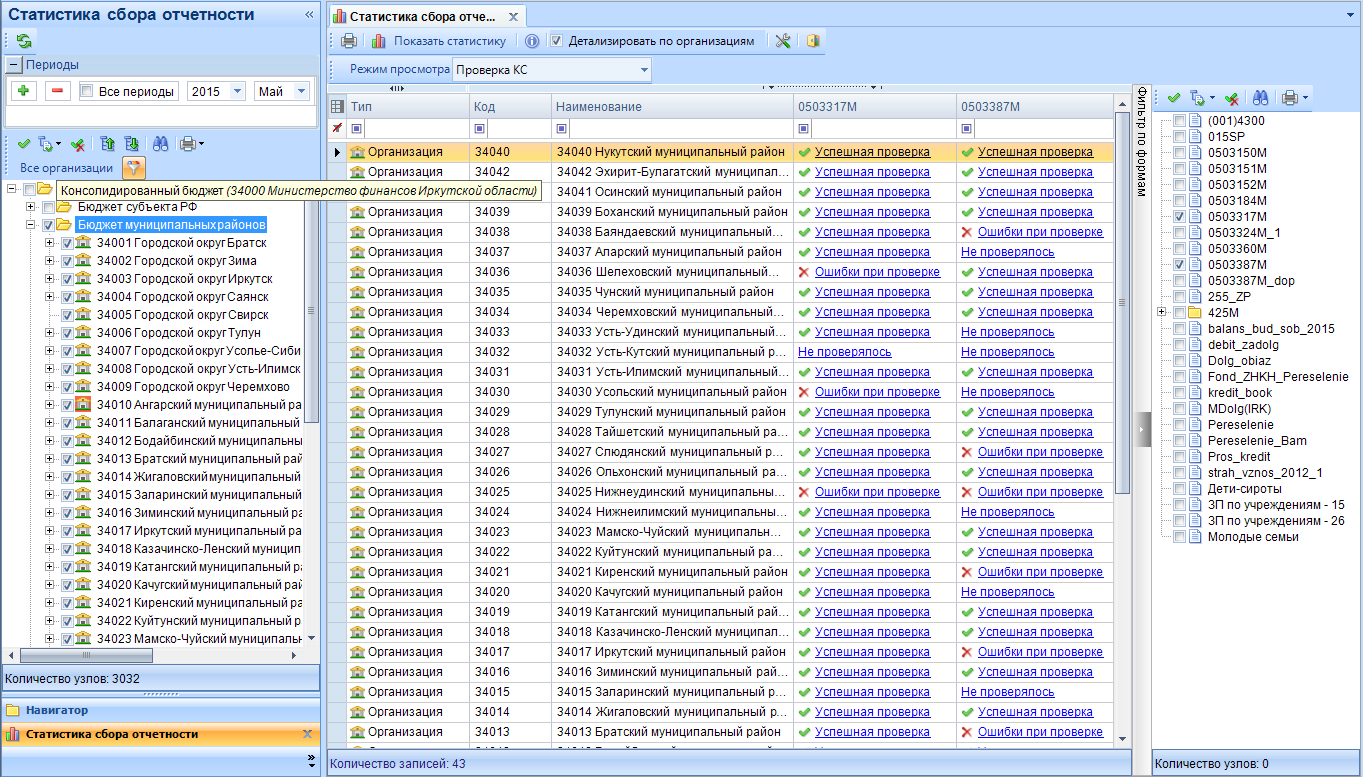 Статистика сбора отчетности
Периоды
Все периоды 2015 Май
Все организации
Консолидированный бюджет (34000 Министерство финансов Иркутской области)
Бюджет субъекта РФ
Бюджет муниципальных районов
34001 Городской округ Братск
34002 Городской округ Зима
34003 Городской округ Иркутск
34004 Городской округ Саянск
34005 Городской округ Свирск
34006 Городской округ Тулун
34007 Городской округ Усолье-Сиби
34008 Городской округ Усть-Илимск
34009 Городской округ Черемхово
34010 Ангарский муниципальный ра
34011 Балаганский муниципальны
34012 Бодайбинский муниципальны
34013 Братский муниципальный рай
34014 Жигаловский муниципальный
34015 Заларинский муниципальный
34016 Зиминский муниципальный ра
34017 Иркутский муниципальный рай
34018 Казачинско-Ленский муницип
34019 Катангский муниципальный ра
34020 Качугский муниципальный рай
34021 Киренский муниципальный ра
34022 Куйтунский муниципальный р
34023 Мамско-Чуйский муниципальн
Количество узлов: 3032
Навигатор
Статистика сбора отчетности
Статистика сбора отче...
Показать статистику Детализировать по организациям
Режим просмотра Проверка КС
Тип Код Наименование 0503317М 0503387М
Организация 34040 34040 Нукутский муниципальный район Успешная проверка Успешная проверка
Организация 34042 34042 Эхирит-Булагатский муниципал... Успешная проверка Успешная проверка
Организация 34041 34041 Осинский муниципальный район Успешная проверка Успешная проверка
Организация 34039 34039 Боханский муниципальный район Успешная проверка Успешная проверка
Организация 34038 34038 Баяндаевский муниципальный... Успешная проверка Ошибки при проверке
Организация 34037 34037 Аларский муниципальный район Успешная проверка Не проверялось
Организация 34036 34036 Шелеховский муниципальный... Ошибки при проверке Успешная проверка
Организация 34035 34035 Чунский муниципальный район Успешная проверка Успешная проверка
Организация 34034 34034 Черемховский муниципальный... Успешная проверка Успешная проверка
Организация 34033 34033 Усть-Удинский муниципальный... Успешная проверка Не проверялось
Организация 34032 34032 Усть-Кутский муниципальный р... Не проверялось Не проверялось
Организация 34031 34031 Усть-Илимский муниципальный... Успешная проверка Успешная проверка
Организация 34030 34030 Усольский муниципальный район Ошибки при проверке Не проверялось
Организация 34029 34029 Тулунский муниципальный район Успешная проверка Успешная проверка
Организация 34028 34028 Тайшетский муниципальный ра... Успешная проверка Успешная проверка
Организация 34027 34027 Слюдянский муниципальный р... Успешная проверка Ошибки при проверке
Организация 34026 34026 Ольхонский муниципальный ра... Успешная проверка Успешная проверка
Организация 34025 34025 Нижнеудинский муниципальны... Ошибки при проверке Ошибки при проверке
Организация 34024 34024 Нижнеилимский муниципальны... Успешная проверка Не проверялось
Организация 34023 34023 Мамско-Чуйский муниципальн... Успешная проверка Успешная проверка
Организация 34022 34022 Куйтунский муниципальный ра... Успешная проверка Успешная проверка
Организация 34021 34021 Киренский муниципальный район Успешная проверка Ошибки при проверке
Организация 34020 34020 Качугский муниципальный район Успешная проверка Не проверялось
Организация 34019 34019 Катангский муниципальный рай... Успешная проверка Успешная проверка
Организация 34018 34018 Казачинско-Ленский муниципал... Успешная проверка Успешная проверка
Организация 34017 34017 Иркутский муниципальный район Успешная проверка Ошибки при проверке
Организация 34016 34016 Зиминский муниципальный рай... Успешная проверка Успешная проверка
Организация 34015 34015 Заларинский муниципальный р... Успешная проверка Не проверялось
Организация 34014 34014 Жигаловский муниципальный р... Успешная проверка Успешная проверка
Организация 34013 34013 Братский муниципальный район Успешная проверка Ошибки при проверке
Количество записей: 43
Фильтр по формам
(001)4300
015SP
0503150M
0503151M
0503152M
0503184M
0503317M
0503324M_1
0503360M
0503387M
0503387M_dop
255_ZP
425M
balans_bud_sob_2015
debit_zadolg
Dolg_obiaz
Fond_ZHKH_Pereselenie
kredit_book
MDolg(IRK)
Pereselenie
Pereselenie_Bam
Pros_kredit
strah_vznos_2012_1
Дети-сироты
ЗП по учреждениям - 15
ЗП по учреждениям - 26
Молодые семьи
Количество узлов: 0